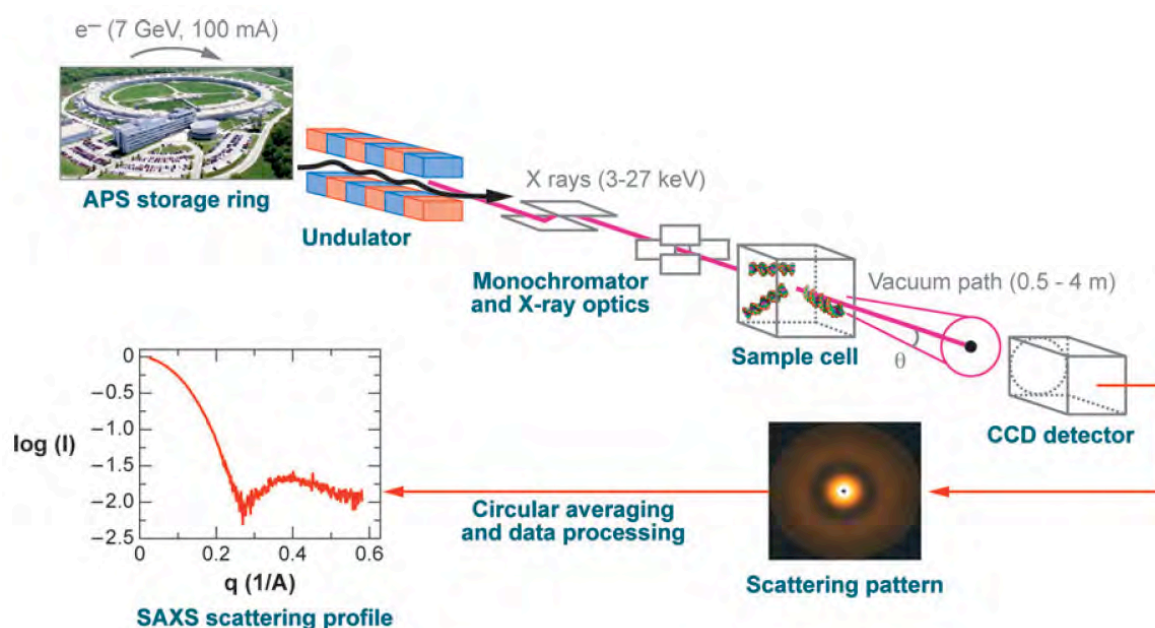 e– (7 GeV, 100 mA)
APS storage ring
Undulator
X rays (3-27 keV)
Monochromator
and X-ray optics
Sample cell
Vacuum path (0.5 - 4 m)
θ
CCD detector
Scattering pattern
Circular averaging
and data processing
log (I)
0
–0.5
–1.0
–1.5
–2.0
–2.5
0
0.2
0.4
0.6
q (1/A)
SAXS scattering profile